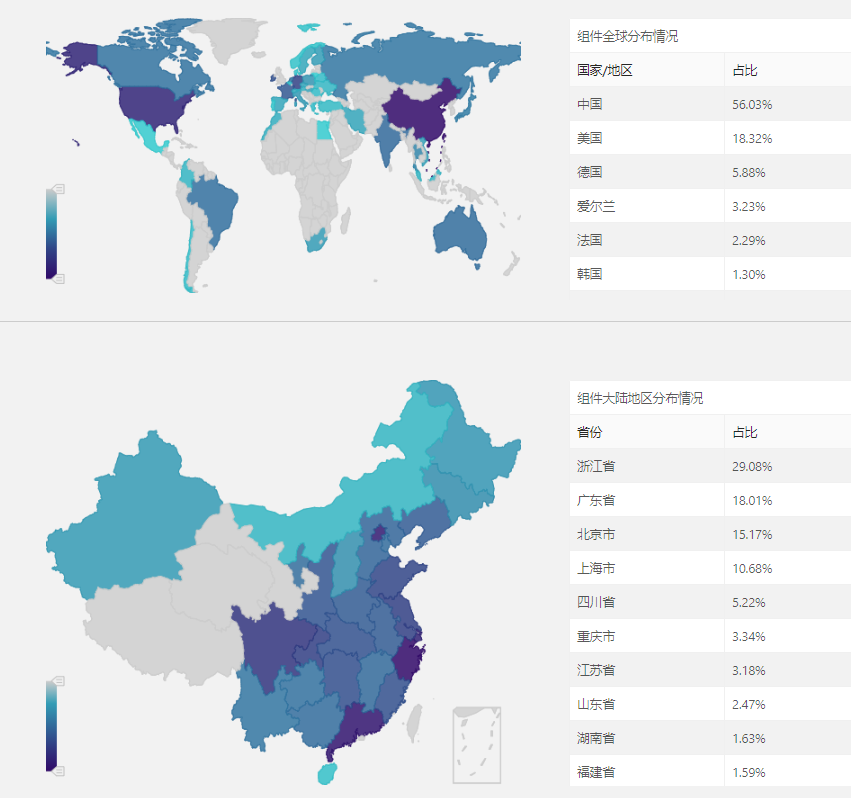 组件全球分布情况
国家/地区 占比
中国 56.03%
美国 18.32%
德国 5.88%
爱尔兰 3.23%
法国 2.29%
韩国 1.30%
组件大陆地区分布情况
省份 占比
浙江省 29.08%
广东省 18.01%
北京市 15.17%
上海市 10.68%
四川省 5.22%
重庆市 3.34%
江苏省 3.18%
山东省 2.47%
湖南省 1.63%
福建省 1.59%